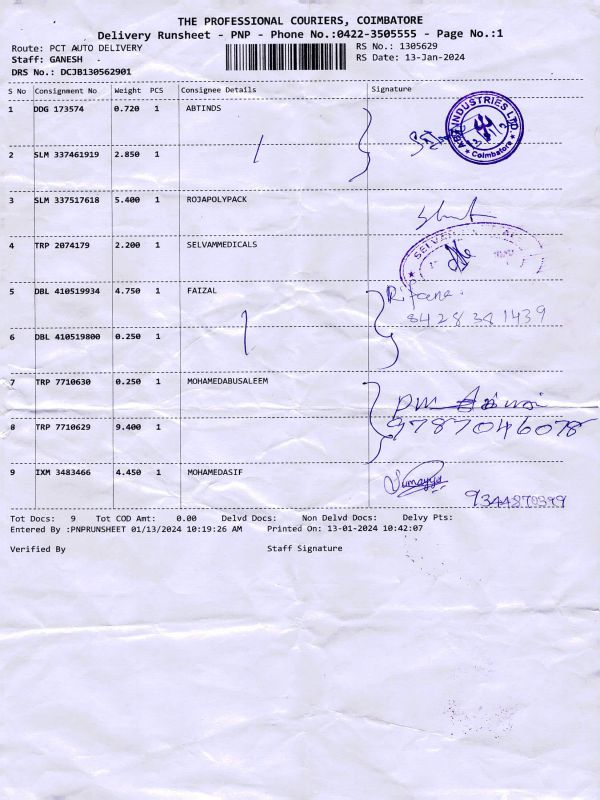 THE PROFESSIONAL COURIERS, COIMBATORE
Delivery Runsheet - PNP - Phone No.:0422-3505555 - Page No.:1
Route: PCT AUTO DELIVERY
RS No.: 1305629
Staff: GANESH
RS Date: 13-Jan-2024
DRS No.: DCJB130562901
S No Consignment No Weight PCS Consignee Details Signature
1 DDG 173574 0.720 1 ABTINDS
ABT INDUSTRIES LTD. Coimbatore
2 SLM 337461919 2.850 1
3 SLM 337517618 5.400 1 ROJAPOLYPACK
4 TRP 2074179 2.200 1 SELVAMMEDICALS
5 DBL 410519934 4.750 1 FAIZAL
Rifana.
8428381439
6 DBL 410519800 0.250 1
7 TRP 7710630 0.250 1 MOHAMEDABUSALEEM
8 TRP 7710629 9.400 1
9787046078
9 IXM 3483466 4.450 1 MOHAMEDASIF
Sumayya
9344870399
Tot Docs: 9 Tot COD Amt: 0.00 Delvd Docs: Non Delvd Docs: Delvy Pts:
Entered By :PNPRUNSHEET 01/13/2024 10:19:26 AM Printed On: 13-01-2024 10:42:07
Verified By Staff Signature